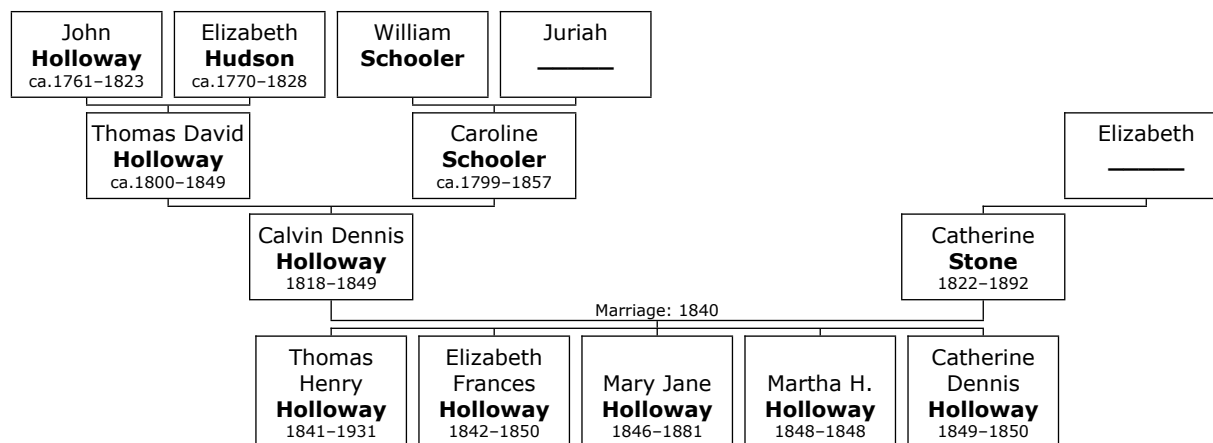 John
Holloway
ca.1761–1823
Elizabeth
Hudson
ca.1770–1828
William
Schooler
Juriah
______
Thomas David
Holloway
ca.1800–1849
Caroline
Schooler
ca.1799–1857
Elizabeth
______
Calvin Dennis
Holloway
1818–1849
Catherine
Stone
1822–1892
Marriage: 1840
Thomas
Henry
Holloway
1841–1931
Elizabeth
Frances
Holloway
1842–1850
Mary Jane
Holloway
1846–1881
Martha H.
Holloway
1848–1848
Catherine
Dennis
Holloway
1849–1850